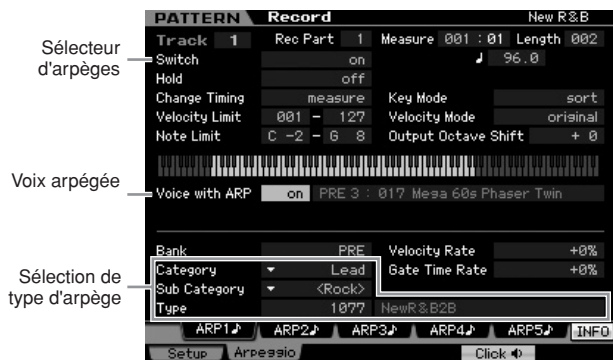 PATTERN Record New R&B
Track 1 Rec Part 1 Measure 001 : 01 Length 002
Sélecteur d'arpèges
Switch on ♩ 96.0
Hold off
Change Timing measure Key Mode sort
Velocity Limit 001 - 127 Velocity Mode original
Note Limit C -2 - G 8 Output Octave Shift + 0
Voix arpégée
Voice with ARP on PRE 3 : 017 Mega 60s Phaser Twin
Bank PRE Velocity Rate +0%
Sélection de type d'arpège
Category Lead Gate Time Rate +0%
Sub Category <Rock>
Type 1077 NewR&B2B
ARP1♪ ARP2♪ ARP3♪ ARP4♪ ARP5♪ INFO
Setup Arpeggio Click